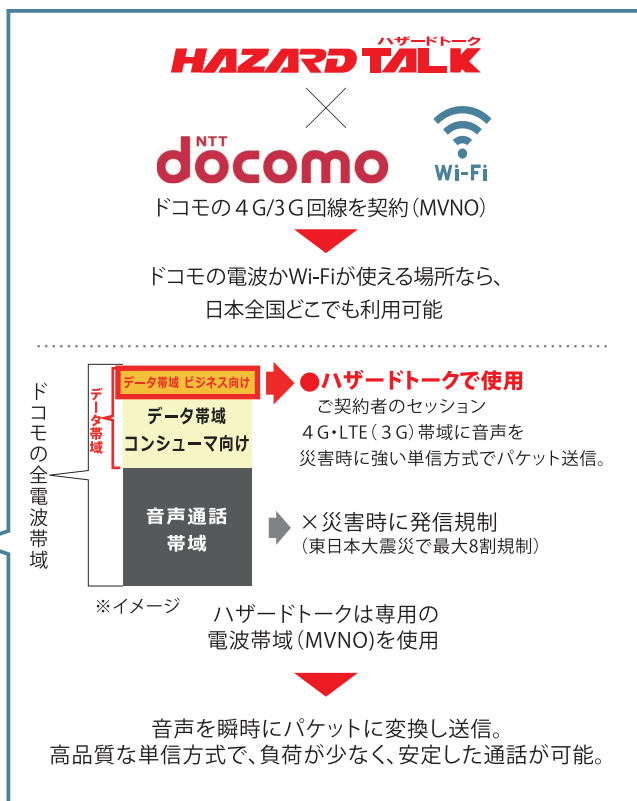 ハザードトーク
HAZARD TALK
×
NTT
docomo
Wi-Fi
ドコモの4G/3G回線を契約(MVNO)
ドコモの電波かWi-Fiが使える場所なら、
日本全国どこでも利用可能
ドコモの全電波帯域
データ帯域
データ帯域 ビジネス向け
データ帯域
コンシューマ向け
音声通話
帯域
●ハザードトークで使用
ご契約者のセッション
4G・LTE(3G)帯域に音声を
災害時に強い単信方式でパケット送信。
×災害時に発信規制
(東日本大震災で最大8割規制)
※イメージ
ハザードトークは専用の
電波帯域(MVNO)を使用
音声を瞬時にパケットに変換し送信。
高品質な単信方式で、負荷が少なく、安定した通話が可能。